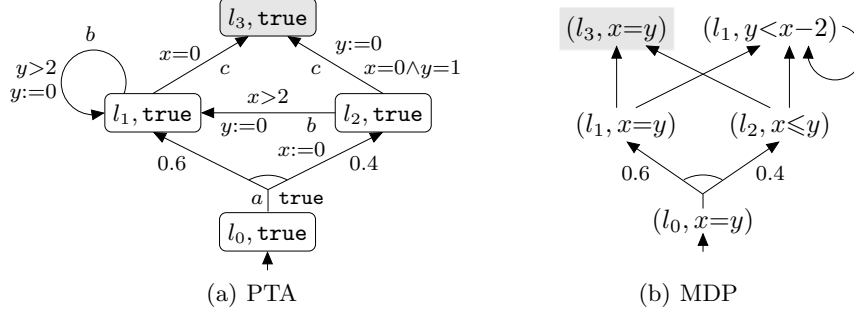 l₃, true
b
x=0
c
y:=0
c
x=0∧y=1
y>2
y:=0
l₁, true
x>2
y:=0
b
l₂, true
0.6
x:=0
0.4
a true
l₀, true
(a) PTA
(l₃, x=y)
(l₁, y<x−2)
(l₁, x=y)
(l₂, x⩽y)
0.6
0.4
(l₀, x=y)
(b) MDP